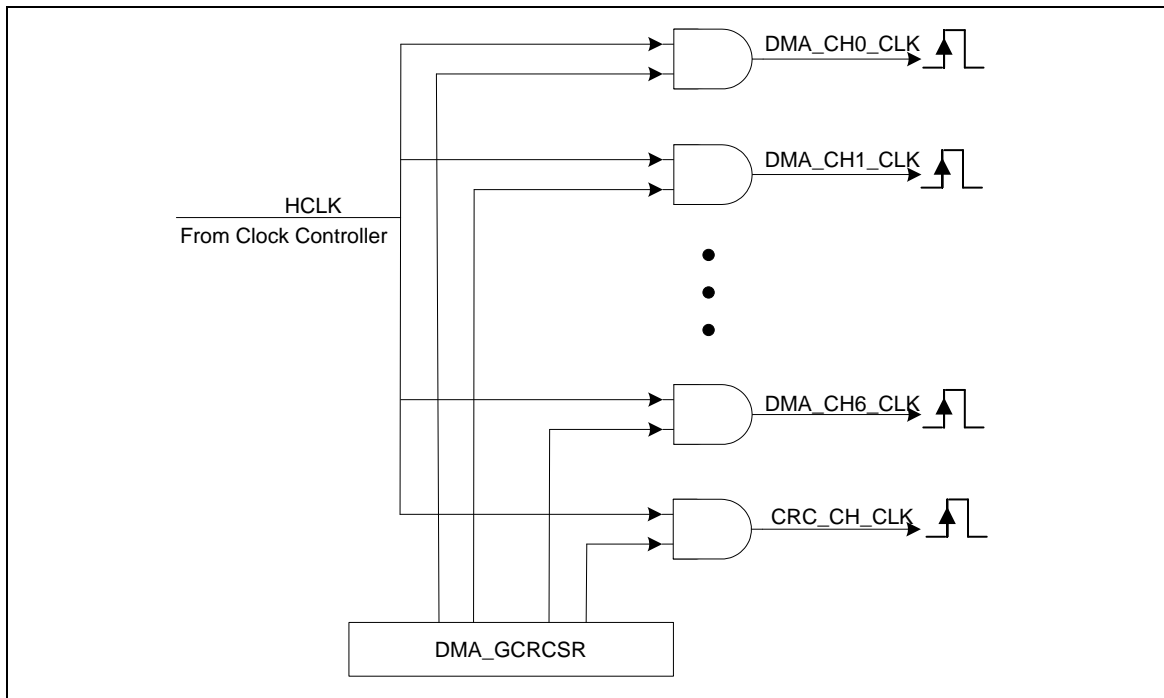 DMA_CH0_CLK
DMA_CH1_CLK
HCLK
From Clock Controller
DMA_CH6_CLK
CRC_CH_CLK
DMA_GCRCSR